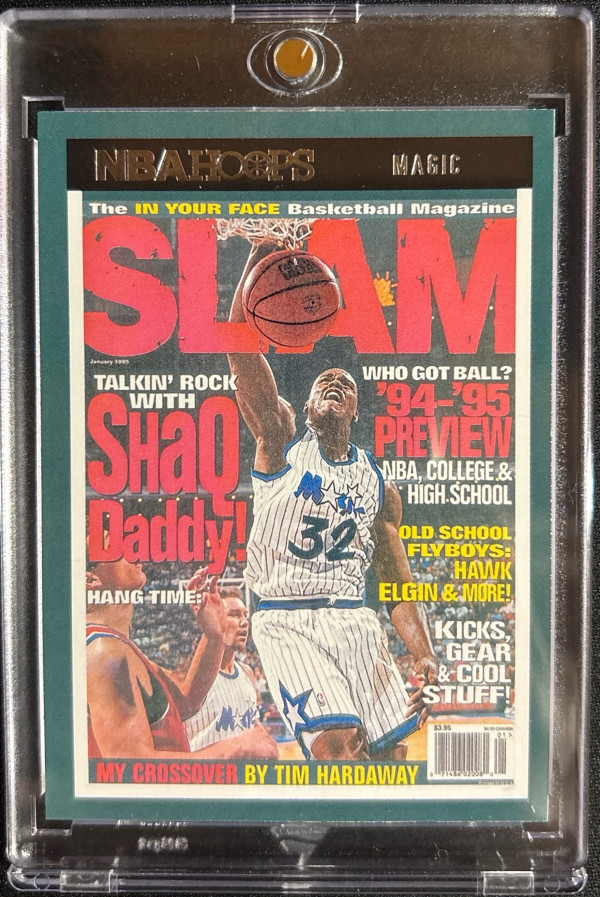 NBA HOOPS
MAGIC
The IN YOUR FACE Basketball Magazine
SLAM
January 1995
TALKIN' ROCK
WITH
SHAQ
Daddy!
HANG TIME:
WHO GOT BALL?
'94-'95
PREVIEW
NBA, COLLEGE &
HIGH SCHOOL
OLD SCHOOL
FLYBOYS:
HAWK
ELGIN & MORE!
KICKS,
GEAR
& COOL
STUFF!
32
$3.95
01>
MY CROSSOVER BY TIM HARDAWAY